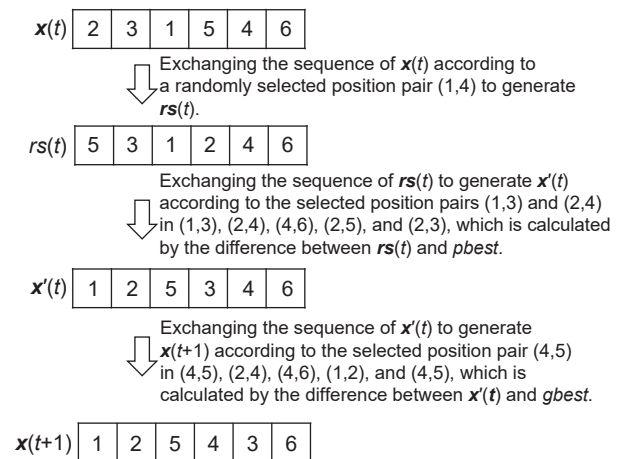 x(t) 2 3 1 5 4 6
Exchanging the sequence of x(t) according to
a randomly selected position pair (1,4) to generate
rs(t).
rs(t) 5 3 1 2 4 6
Exchanging the sequence of rs(t) to generate x'(t)
according to the selected position pairs (1,3) and (2,4)
in (1,3), (2,4), (4,6), (2,5), and (2,3), which is calculated
by the difference between rs(t) and pbest.
x'(t) 1 2 5 3 4 6
Exchanging the sequence of x'(t) to generate
x(t+1) according to the selected position pair (4,5)
in (4,5), (2,4), (4,6), (1,2), and (4,5), which is
calculated by the difference between x'(t) and gbest.
x(t+1) 1 2 5 4 3 6